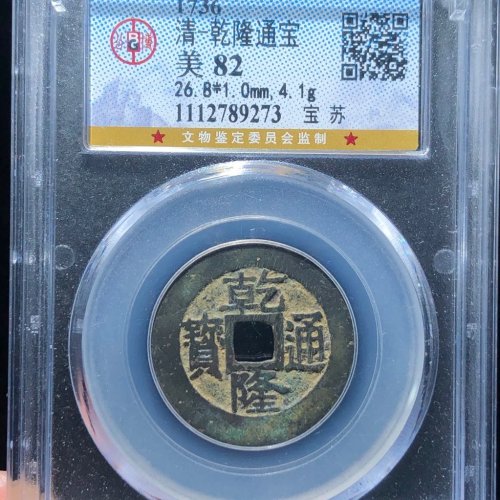 1736
清-乾隆通宝
美 82
26.8*1.0mm,4.1g
1112789273 宝 苏
★ 文物鉴定委员会监制 ★
乾隆通寶